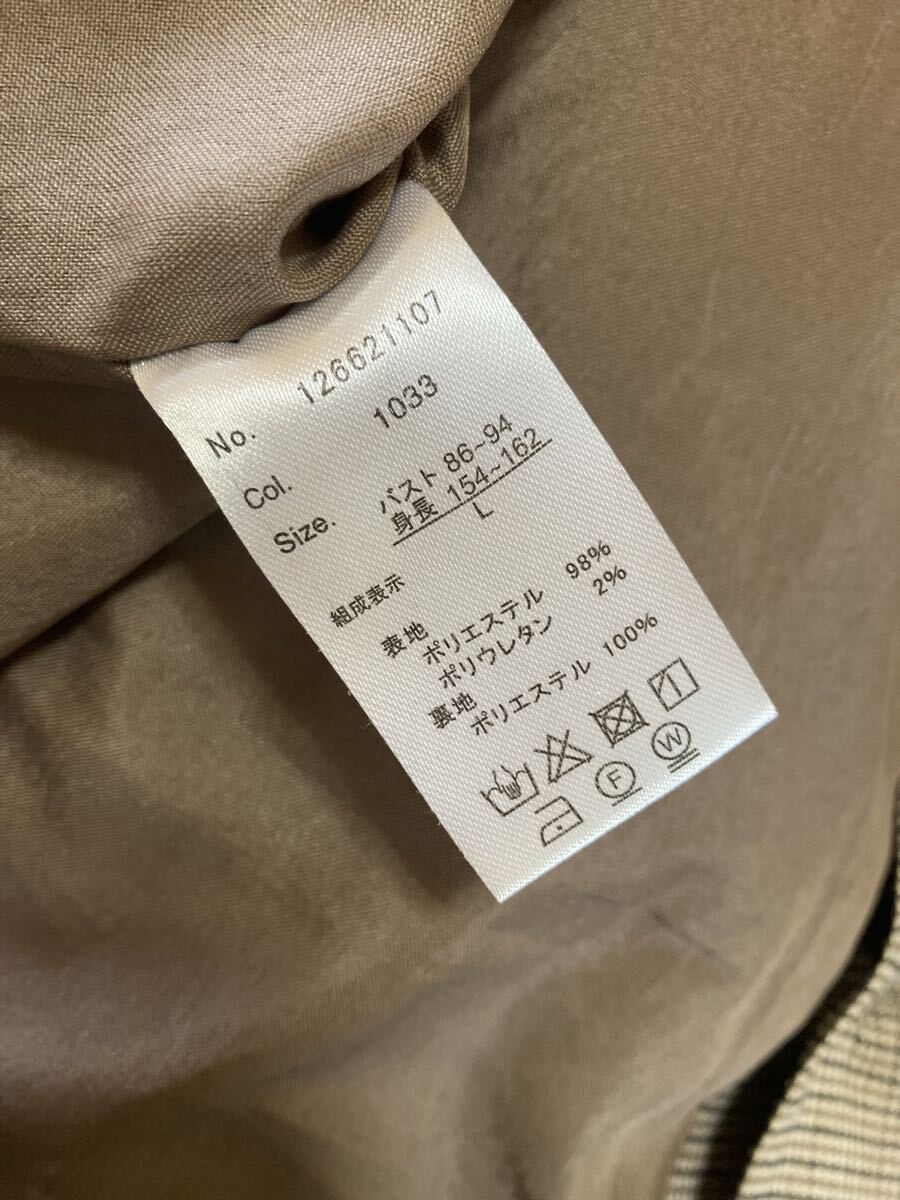 No. 126621107
Col. 1033
Size. バスト 86~94
身長 154~162
L
組成表示
表地
ポリエステル 98%
ポリウレタン 2%
裏地
ポリエステル 100%
F W